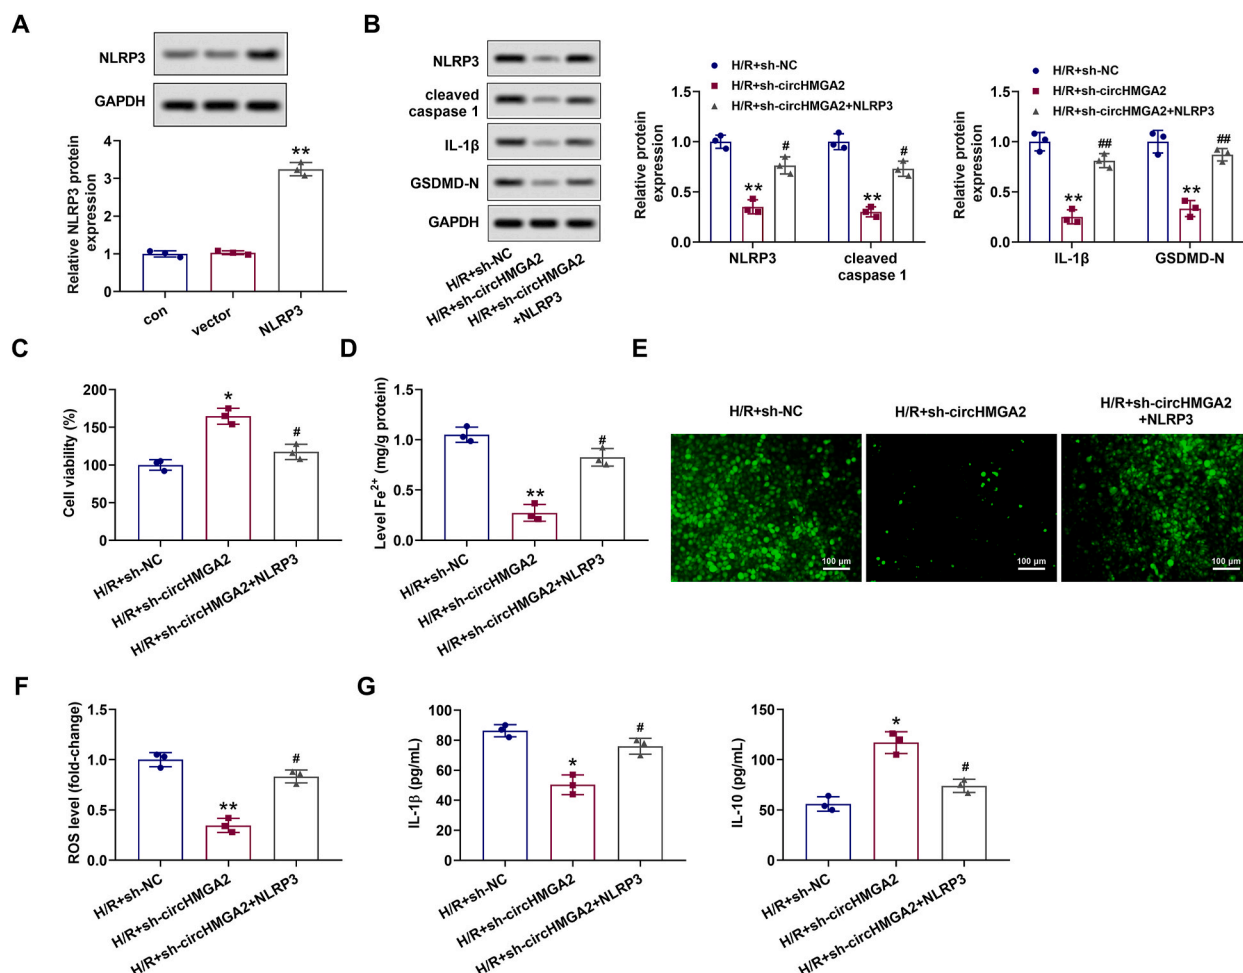 A
NLRP3
GAPDH
Relative NLRP3 protein
expression
4
3
2
1
0
**
con
vector
NLRP3
B
NLRP3
cleaved
caspase 1
IL-1β
GSDMD-N
GAPDH
H/R+sh-NC
H/R+sh-circHMGA2
H/R+sh-circHMGA2
+NLRP3
H/R+sh-NC
H/R+sh-circHMGA2
H/R+sh-circHMGA2+NLRP3
Relative protein
expression
1.5
1.0
0.5
0.0
**
#
**
#
NLRP3
cleaved
caspase 1
H/R+sh-NC
H/R+sh-circHMGA2
H/R+sh-circHMGA2+NLRP3
Relative protein
expression
1.5
1.0
0.5
0.0
**
##
**
##
IL-1β
GSDMD-N
C
Cell viability (%)
200
150
100
50
0
*
#
H/R+sh-NC
H/R+sh-circHMGA2
H/R+sh-circHMGA2+NLRP3
D
Level Fe²⁺ (mg/g protein)
1.5
1.0
0.5
0.0
**
#
H/R+sh-NC
H/R+sh-circHMGA2
H/R+sh-circHMGA2+NLRP3
E
H/R+sh-NC
H/R+sh-circHMGA2
H/R+sh-circHMGA2
+NLRP3
100 μm
100 μm
100 μm
F
ROS level (fold-change)
1.5
1.0
0.5
0.0
**
#
H/R+sh-NC
H/R+sh-circHMGA2
H/R+sh-circHMGA2+NLRP3
G
IL-1β (pg/mL)
100
80
60
40
20
0
*
#
H/R+sh-NC
H/R+sh-circHMGA2
H/R+sh-circHMGA2+NLRP3
IL-10 (pg/mL)
150
100
50
0
*
#
H/R+sh-NC
H/R+sh-circHMGA2
H/R+sh-circHMGA2+NLRP3